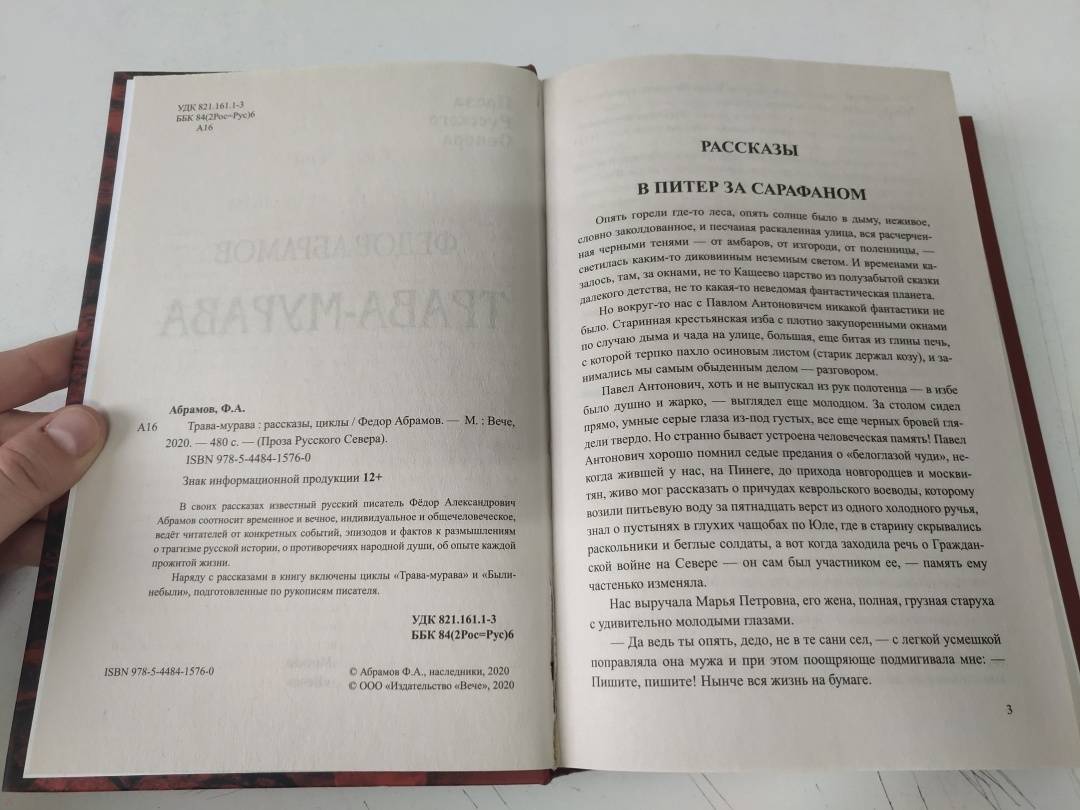 УДК 821.161.1-3
ББК 84(2Рос=Рус)6
А16
Абрамов, Ф.А.
А16 Трава-мурава : рассказы, циклы / Федор Абрамов. — М. : Вече,
2020. — 480 с. — (Проза Русского Севера).
ISBN 978-5-4484-1576-0
Знак информационной продукции 12+
В своих рассказах известный русский писатель Фёдор Александрович
Абрамов соотносит временное и вечное, индивидуальное и общечеловеческое,
ведёт читателей от конкретных событий, эпизодов и фактов к размышлениям
о трагизме русской истории, о противоречиях народной души, об опыте каждой
прожитой жизни.
Наряду с рассказами в книгу включены циклы «Трава-мурава» и «Были-
небыли», подготовленные по рукописям писателя.
УДК 821.161.1-3
ББК 84(2Рос=Рус)6
ISBN 978-5-4484-1576-0
© Абрамов Ф.А., наследники, 2020
© ООО «Издательство «Вече», 2020
РАССКАЗЫ
В ПИТЕР ЗА САРАФАНОМ
Опять горели где-то леса, опять солнце было в дыму, неживое,
словно заколдованное, и песчаная раскаленная улица, вся расчерчен-
ная черными тенями — от амбаров, от изгороди, от поленницы, —
светилась каким-то диковинным неземным светом. И временами ка-
залось, там, за окнами, не то Кащеево царство из полузабытой сказки
далекого детства, не то какая-то неведомая фантастическая планета.
Но вокруг-то нас с Павлом Антоновичем никакой фантастики не
было. Старинная крестьянская изба с плотно закупоренными окнами
по случаю дыма и чада на улице, большая, еще битая из глины печь,
с которой терпко пахло осиновым листом (старик держал козу), и за-
нимались мы самым обыденным делом — разговором.
Павел Антонович, хоть и не выпускал из рук полотенца — в избе
было душно и жарко, — выглядел еще молодцом. За столом сидел
прямо, умные серые глаза из-под густых, все еще черных бровей гля-
дели твердо. Но странно бывает устроена человеческая память! Павел
Антонович хорошо помнил седые предания о «белоглазой чуди», не-
когда жившей у нас, на Пинеге, до прихода новгородцев и москви-
тян, живо мог рассказать о причудах кеврольского воеводы, которому
возили питьевую воду за пятнадцать верст из одного холодного ручья,
знал о пустынях в глухих чащобах по Юле, где в старину скрывались
раскольники и беглые солдаты, а вот когда заходила речь о Граждан-
ской войне на Севере — он сам был участником ее, — память ему
частенько изменяла.
Нас выручала Марья Петровна, его жена, полная, грузная старуха
с удивительно молодыми глазами.
— Да ведь ты опять, дедо, не в те сани сел, — с легкой усмешкой
поправляла она мужа и при этом поощряюще подмигивала мне: —
Пишите, пишите! Нынче вся жизнь на бумаге.
3